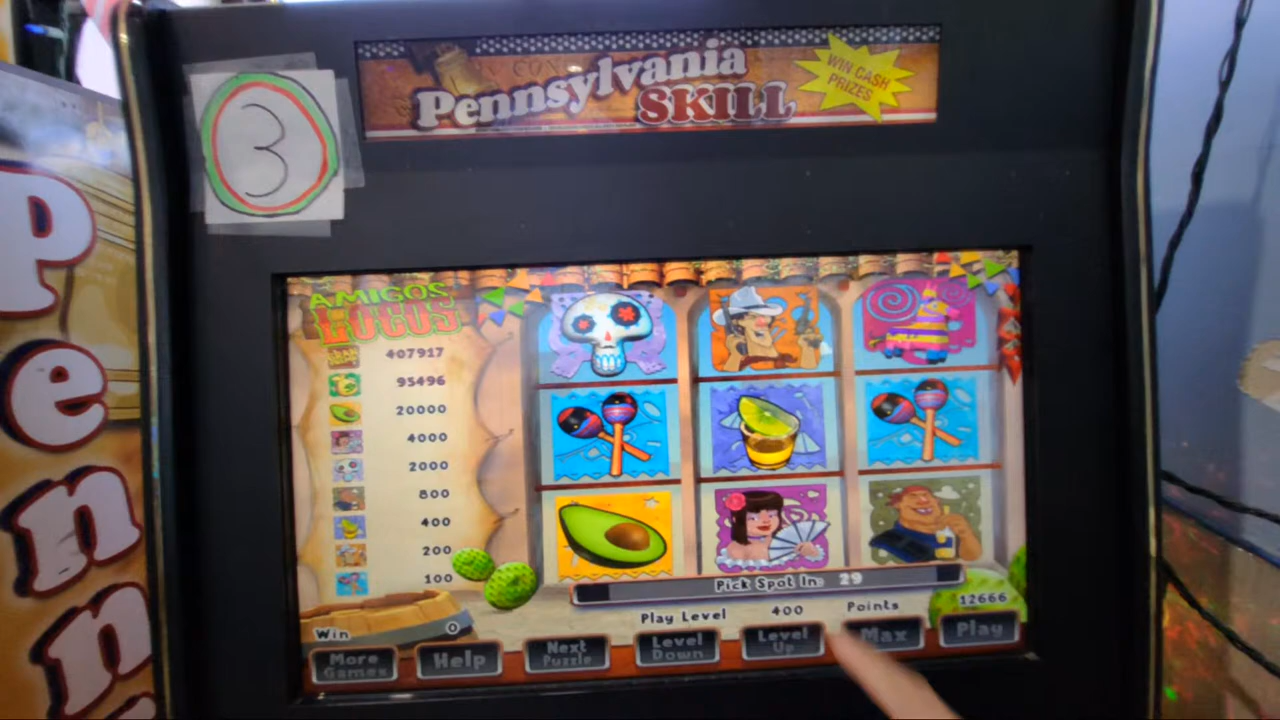 Pennsylvania
SKILL
WIN CASH
PRIZES
3
Penn
AMIGOS
LOCOS
407917
95496
20000
4000
2000
800
400
200
100
Pick Spot In: 29
Play Level 400 Points 12666
Win 0
More Games
Help
Next Puzzle
Level Down
Level Up
Max
Play